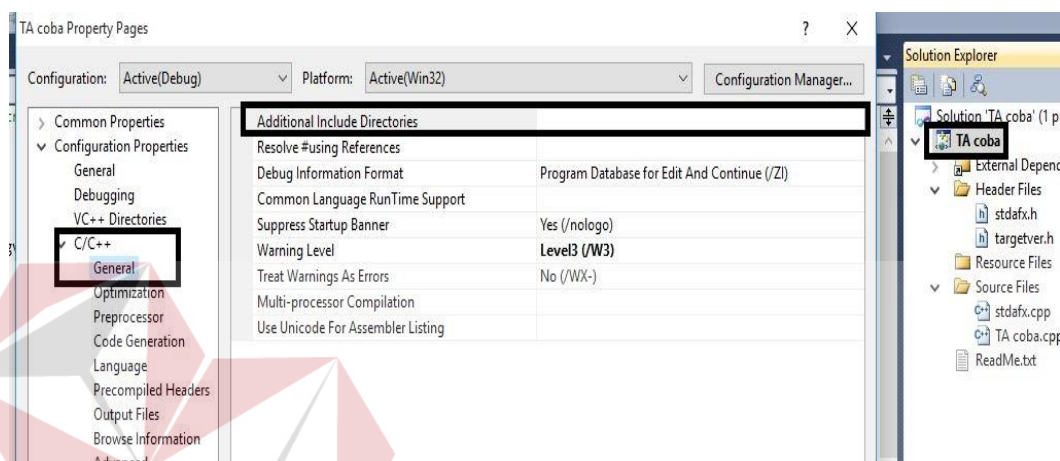 TA coba Property Pages ? X
Configuration: Active(Debug) Platform: Active(Win32) Configuration Manager...
Common Properties
Configuration Properties
General
Debugging
VC++ Directories
C/C++
General
Optimization
Preprocessor
Code Generation
Language
Precompiled Headers
Output Files
Browse Information
Advanced
Additional Include Directories
Resolve #using References
Debug Information Format Program Database for Edit And Continue (/ZI)
Common Language RunTime Support
Suppress Startup Banner Yes (/nologo)
Warning Level Level3 (/W3)
Treat Warnings As Errors No (/WX-)
Multi-processor Compilation
Use Unicode For Assembler Listing
Solution Explorer
Solution 'TA coba' (1 p
TA coba
External Depend
Header Files
stdafx.h
targetver.h
Resource Files
Source Files
stdafx.cpp
TA coba.cpp
ReadMe.txt